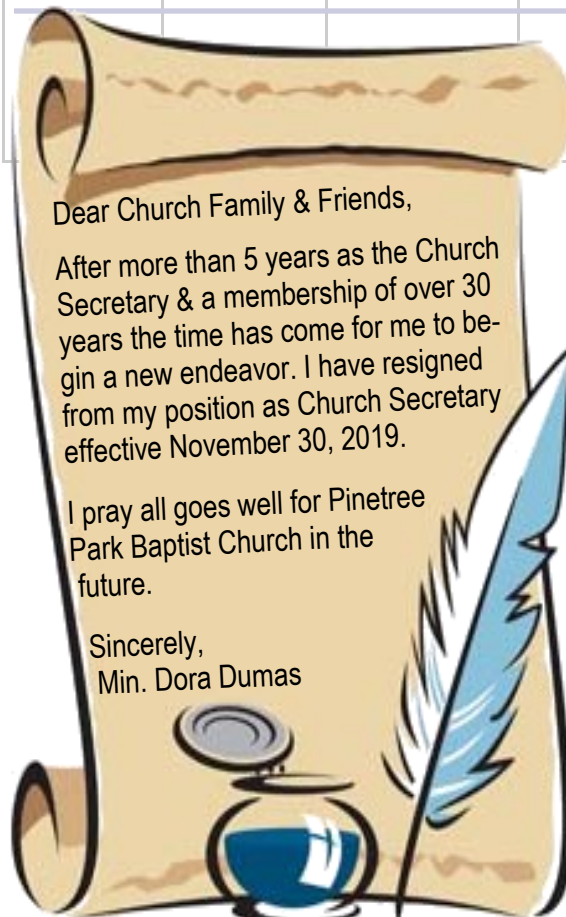 Dear Church Family & Friends,
After more than 5 years as the Church
Secretary & a membership of over 30
years the time has come for me to be-
gin a new endeavor. I have resigned
from my position as Church Secretary
effective November 30, 2019.
I pray all goes well for Pinetree
Park Baptist Church in the
future.
Sincerely,
Min. Dora Dumas